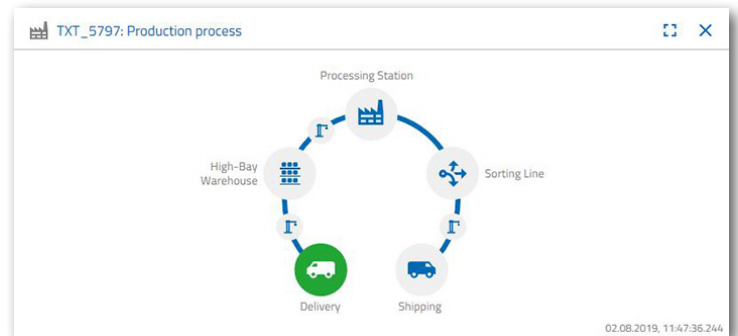 TXT_5797: Production process
Processing Station
High-Bay
Warehouse
Sorting Line
Delivery
Shipping
02.08.2019, 11:47:36.244